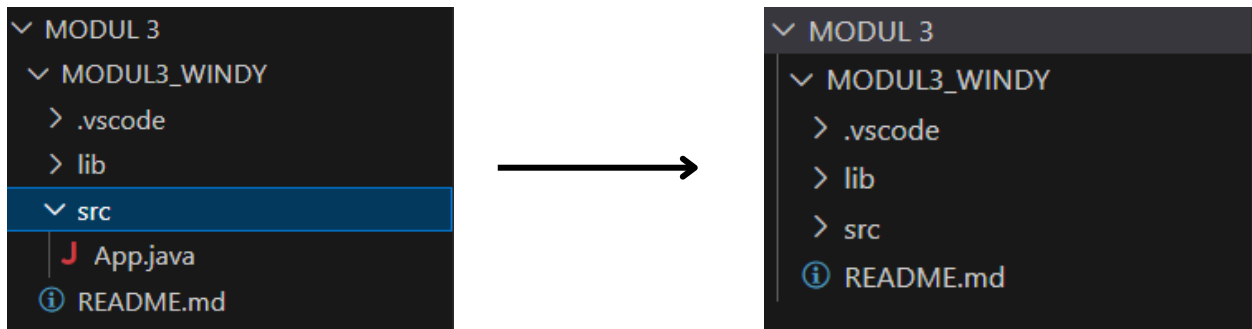 MODUL 3
MODUL3_WINDY
.vscode
lib
src
J App.java
README.md
MODUL 3
MODUL3_WINDY
.vscode
lib
src
README.md